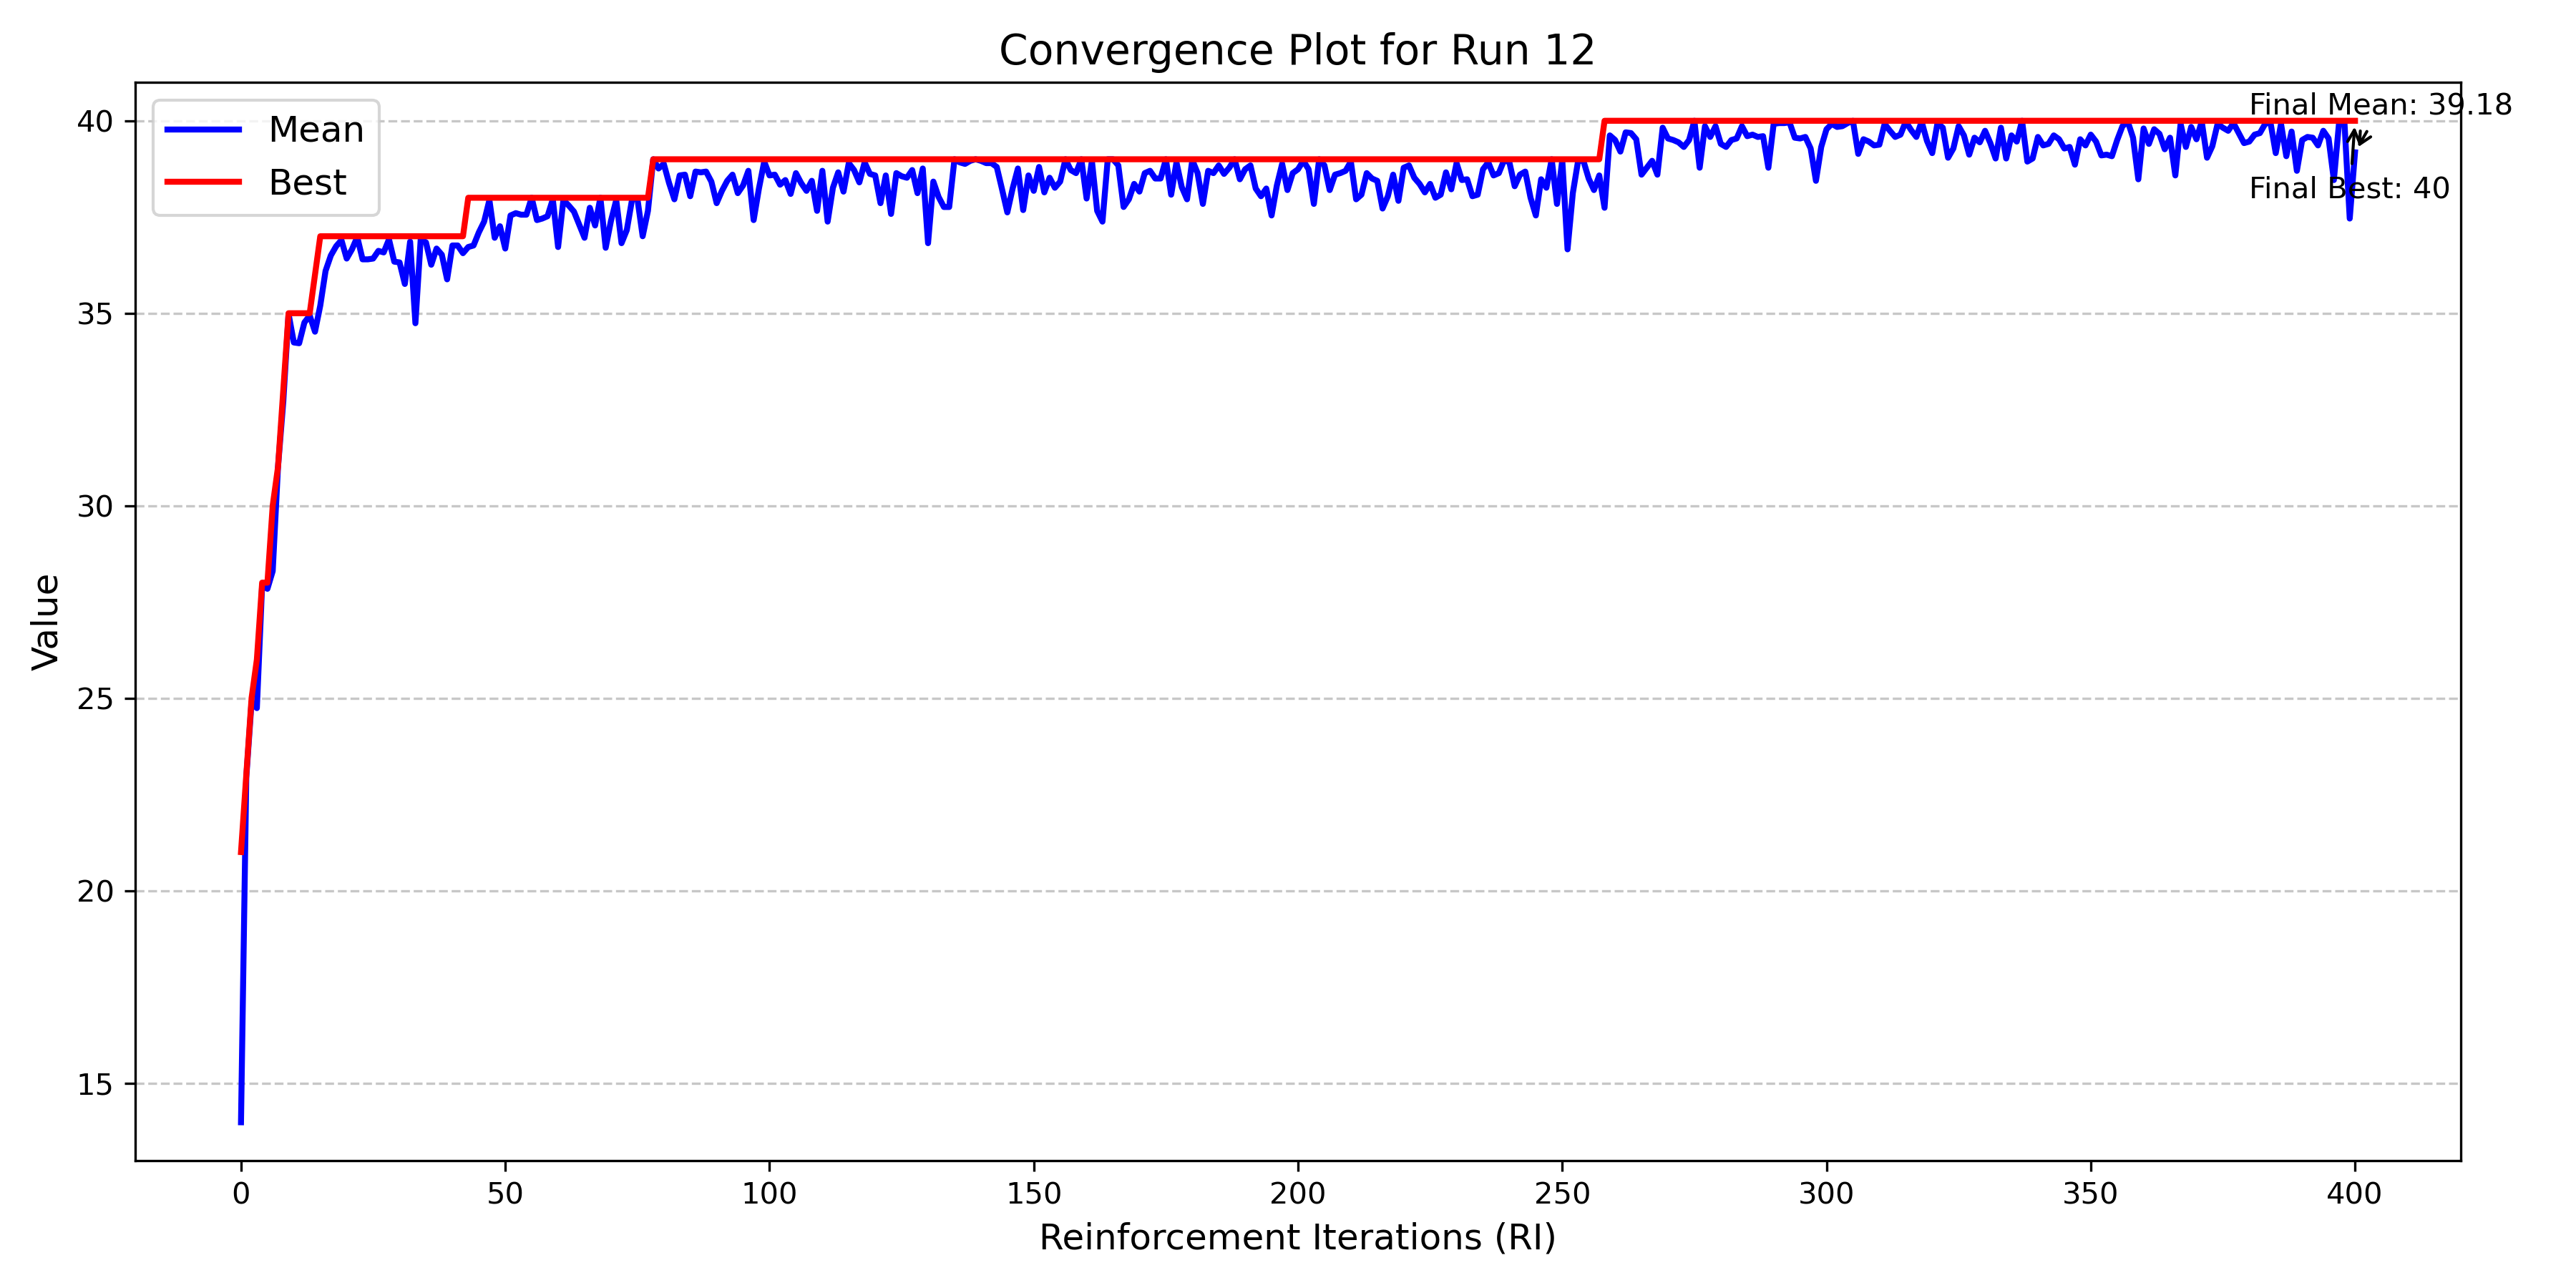 Convergence Plot for Run 12
Mean
Best
Final Mean: 39.18
Final Best: 40
Value
40
35
30
25
20
15
0
50
100
150
200
250
300
350
400
Reinforcement Iterations (RI)